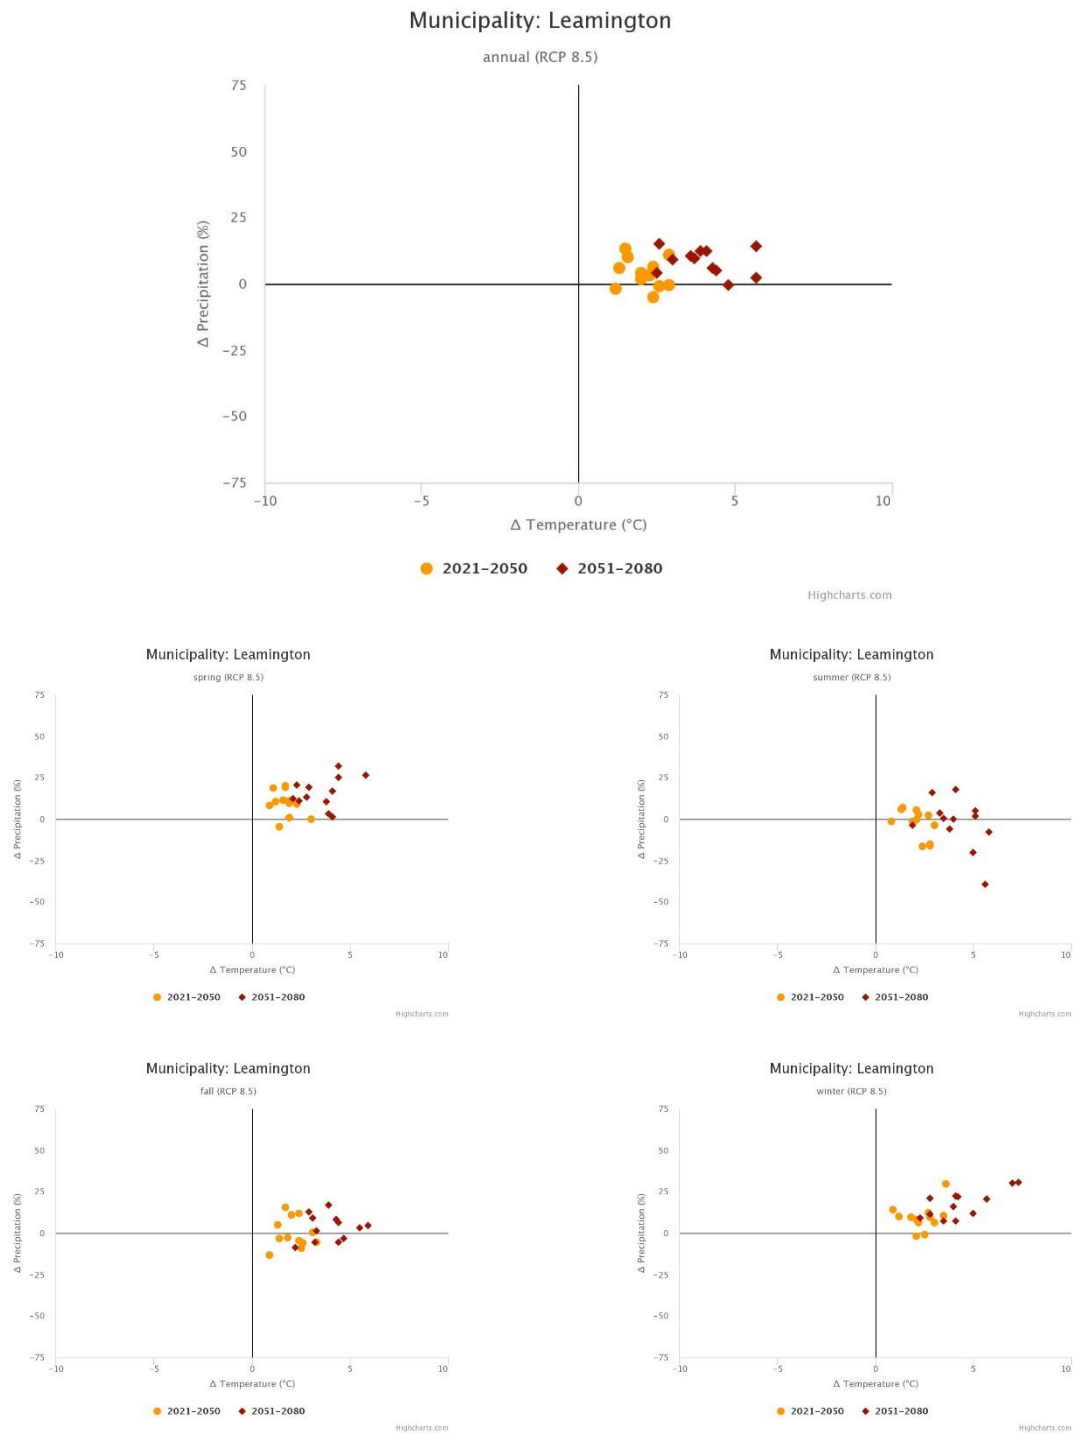 Municipality: Leamington
annual (RCP 8.5)
75
50
25
0
−25
−50
−75
Δ Precipitation (%)
−10 −5 0 5 10
Δ Temperature (°C)
2021–2050 2051–2080
Highcharts.com
Municipality: Leamington
spring (RCP 8.5)
75
50
25
0
−25
−50
−75
Δ Precipitation (%)
−10 −5 0 5 10
Δ Temperature (°C)
2021–2050 2051–2080
Highcharts.com
Municipality: Leamington
summer (RCP 8.5)
75
50
25
0
−25
−50
−75
Δ Precipitation (%)
−10 −5 0 5 10
Δ Temperature (°C)
2021–2050 2051–2080
Highcharts.com
Municipality: Leamington
fall (RCP 8.5)
75
50
25
0
−25
−50
−75
Δ Precipitation (%)
−10 −5 0 5 10
Δ Temperature (°C)
2021–2050 2051–2080
Highcharts.com
Municipality: Leamington
winter (RCP 8.5)
75
50
25
0
−25
−50
−75
Δ Precipitation (%)
−10 −5 0 5 10
Δ Temperature (°C)
2021–2050 2051–2080
Highcharts.com